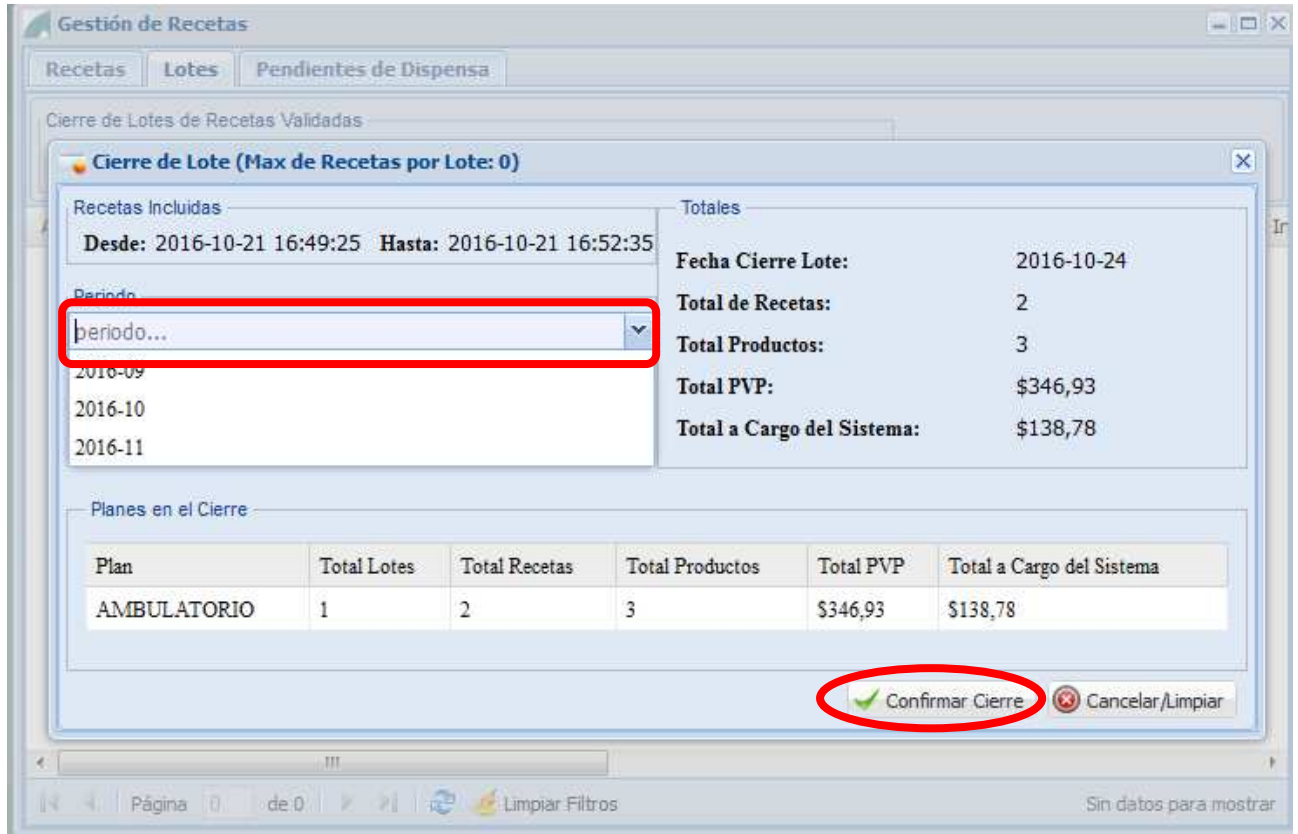 Gestión de Recetas
Recetas Lotes Pendientes de Dispensa
Cierre de Lotes de Recetas Validadas
Cierre de Lote (Max de Recetas por Lote: 0)
Recetas Incluidas
Desde: 2016-10-21 16:49:25 Hasta: 2016-10-21 16:52:35
Periodo
periodo...
2016-09
2016-10
2016-11
Totales
Fecha Cierre Lote: 2016-10-24
Total de Recetas: 2
Total Productos: 3
Total PVP: $346,93
Total a Cargo del Sistema: $138,78
Planes en el Cierre
Plan Total Lotes Total Recetas Total Productos Total PVP Total a Cargo del Sistema
AMBULATORIO 1 2 3 $346,93 $138,78
Confirmar Cierre Cancelar/Limpiar
Página 0 de 0 Limpiar Filtros Sin datos para mostrar